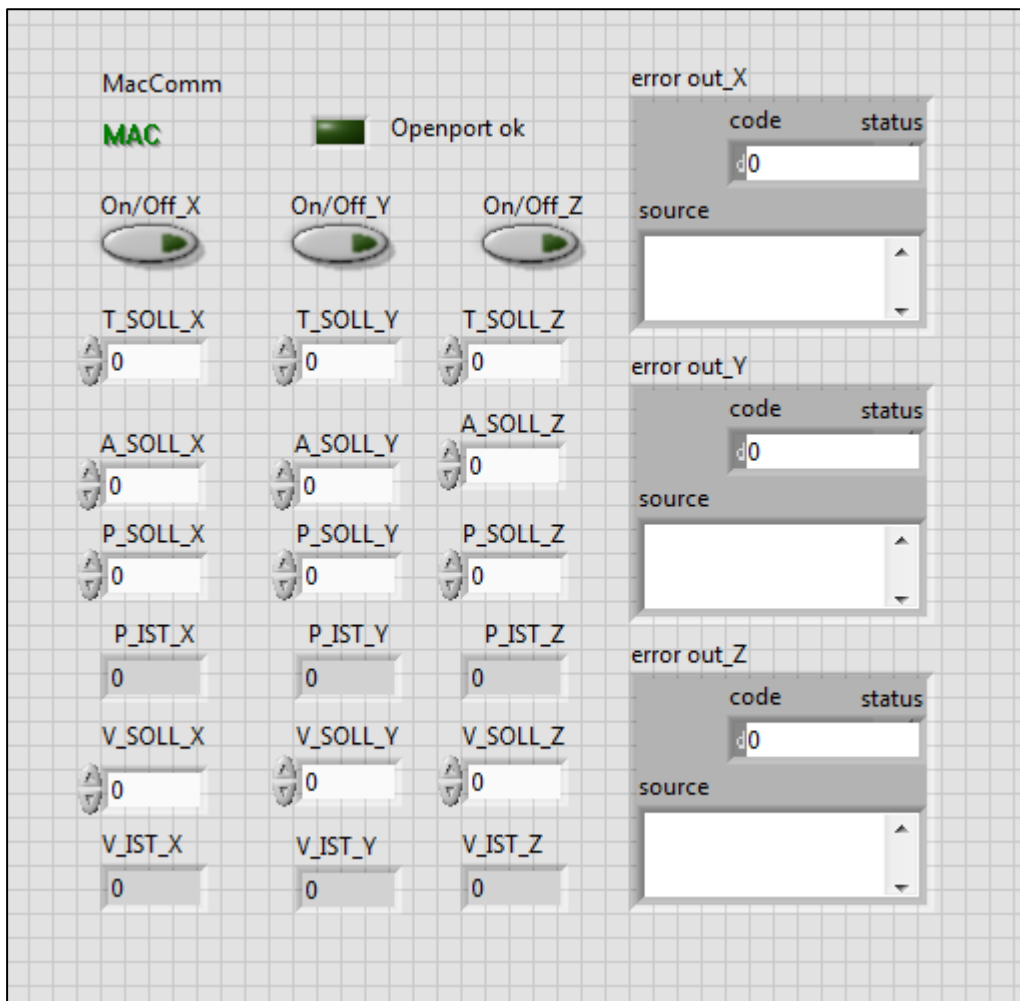 MacComm
MAC
Openport ok
On/Off_X On/Off_Y On/Off_Z
T_SOLL_X T_SOLL_Y T_SOLL_Z
0 0 0
A_SOLL_X A_SOLL_Y A_SOLL_Z
0 0 0
P_SOLL_X P_SOLL_Y P_SOLL_Z
0 0 0
P_IST_X P_IST_Y P_IST_Z
0 0 0
V_SOLL_X V_SOLL_Y V_SOLL_Z
0 0 0
V_IST_X V_IST_Y V_IST_Z
0 0 0
error out_X
code status
d0
source
error out_Y
code status
d0
source
error out_Z
code status
d0
source